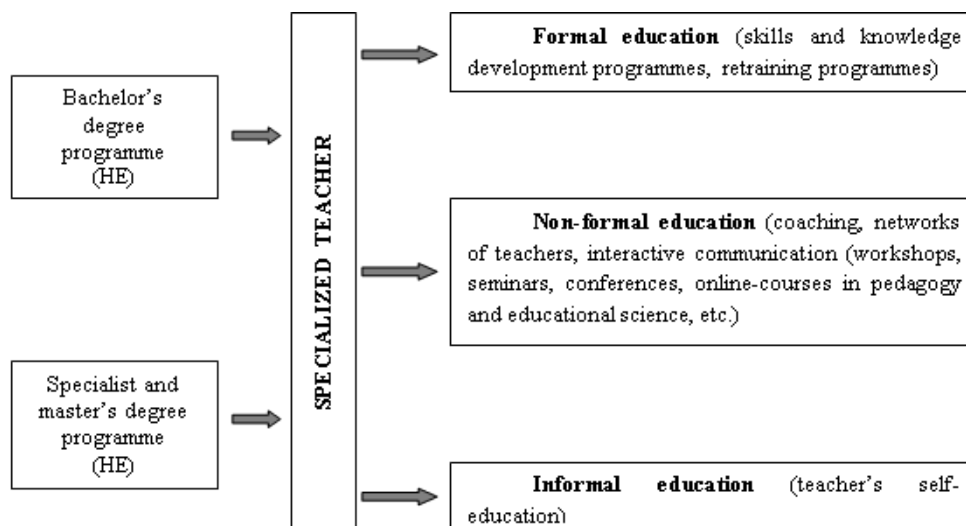 Bachelor's
degree
programme
(HE)
Specialist and
master's degree
programme
(HE)
SPECIALIZED TEACHER
Formal education (skills and knowledge
development programmes, retraining programmes)
Non-formal education (coaching, networks
of teachers, interactive communication (workshops,
seminars, conferences, online-courses in pedagogy
and educational science, etc.)
Informal education (teacher's self-
education)